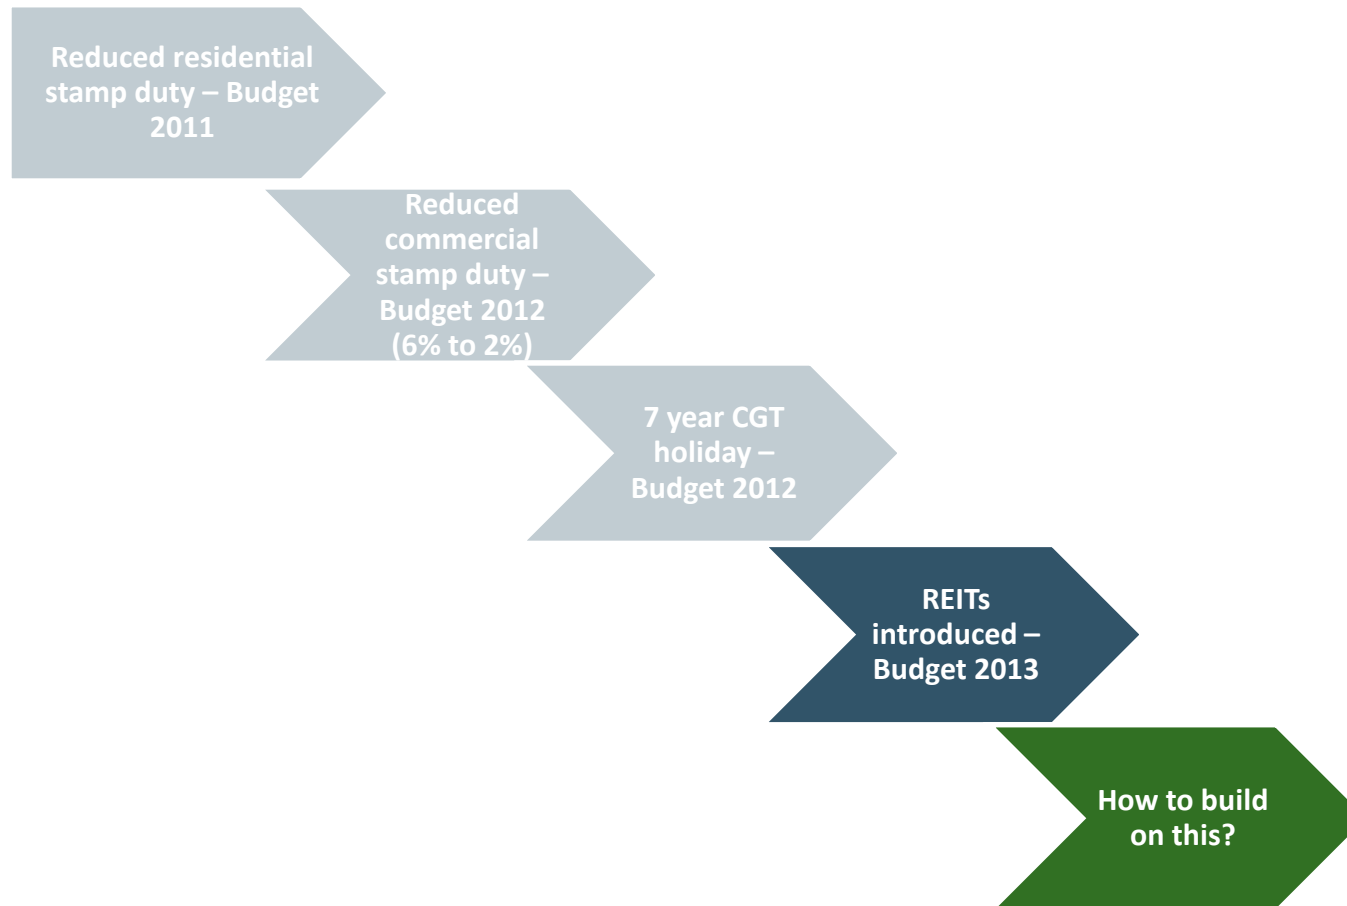 Reduced residential
stamp duty – Budget
2011
Reduced
commercial
stamp duty –
Budget 2012
(6% to 2%)
7 year CGT
holiday –
Budget 2012
REITs
introduced –
Budget 2013
How to build
on this?